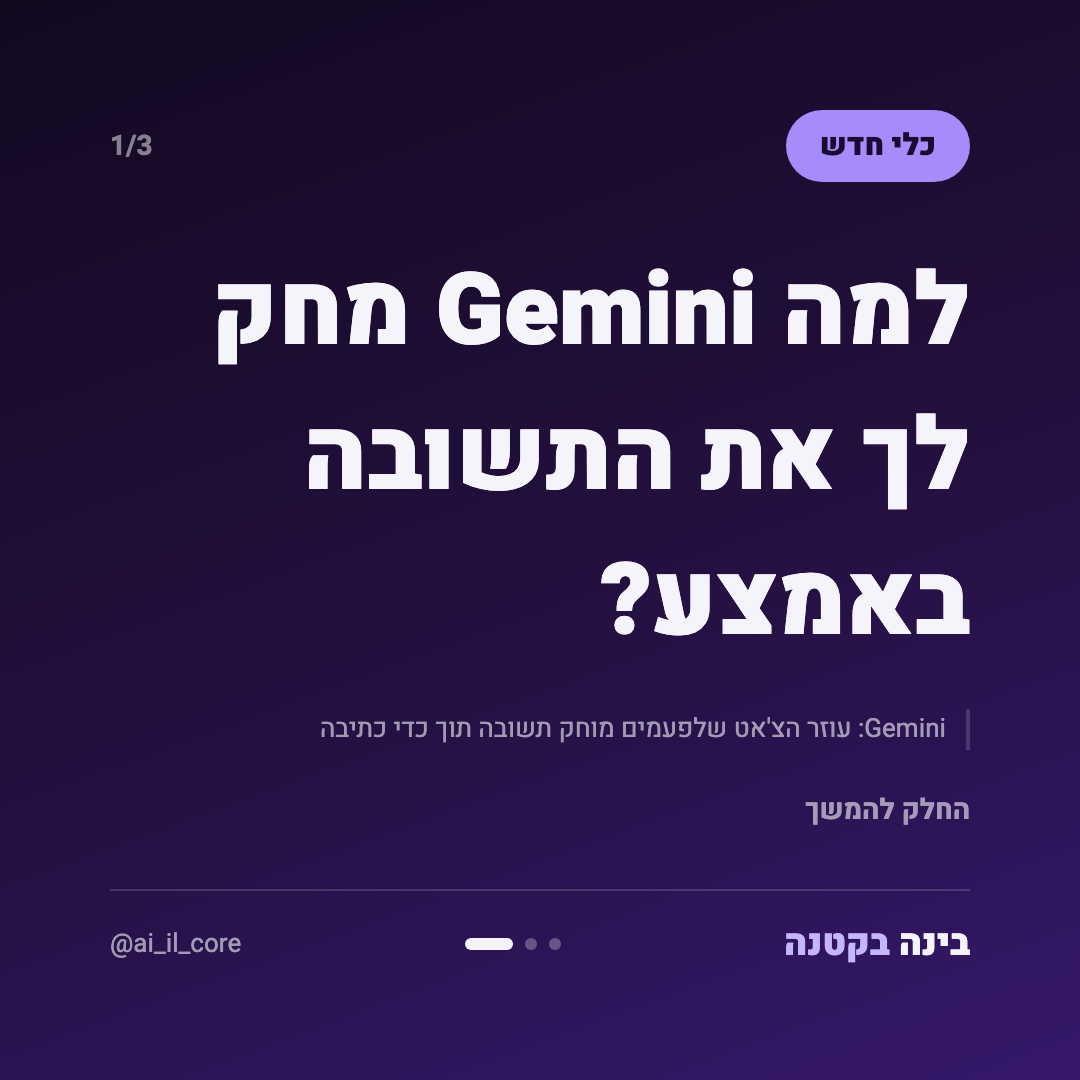 כלי חדש
1/3
למה Gemini מחק
לך את התשובה
באמצע?
Gemini: עוזר הצ'אט שלפעמים מוחק תשובה תוך כדי כתיבה
החלק להמשך
בינה בקטנה
@ai_il_core